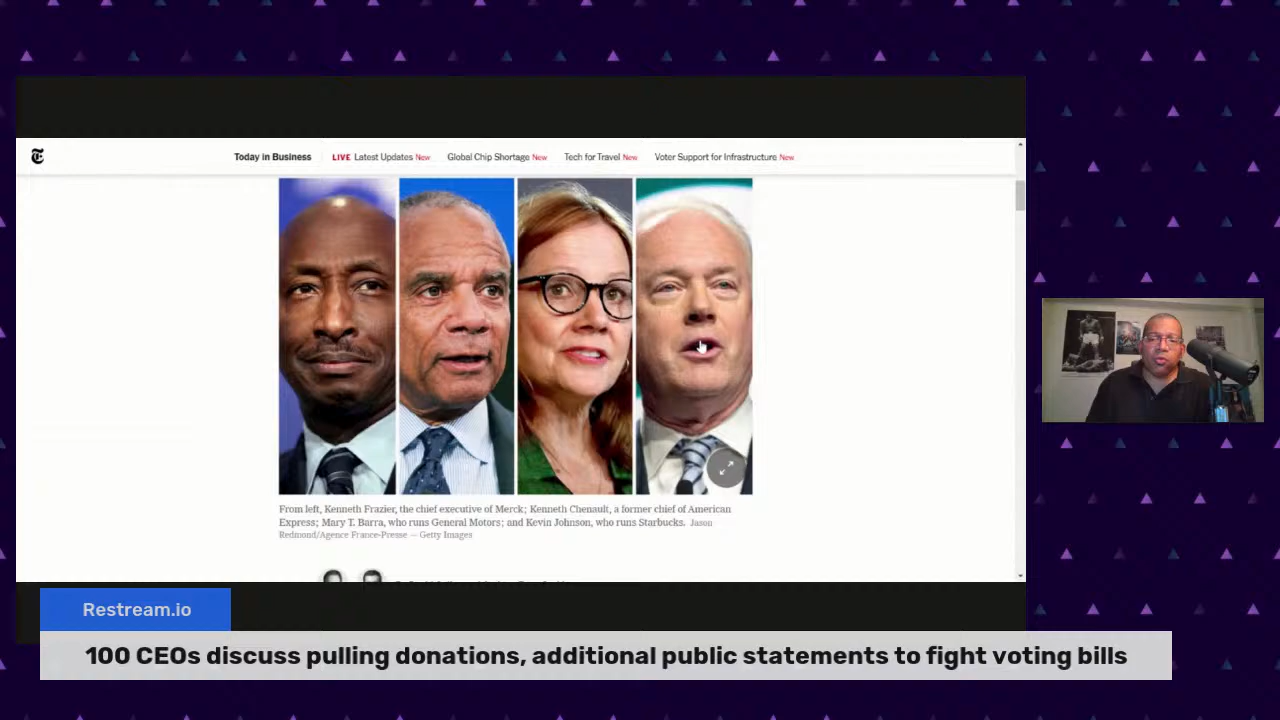 Today in Business LIVE Latest Updates New Global Chip Shortage New Tech for Travel New Voter Support for Infrastructure New
From left, Kenneth Frazier, the chief executive of Merck; Kenneth Chenault, a former chief of American
Express; Mary T. Barra, who runs General Motors; and Kevin Johnson, who runs Starbucks. Jason
Redmond/Agence France-Presse — Getty Images
Restream.io
100 CEOs discuss pulling donations, additional public statements to fight voting bills